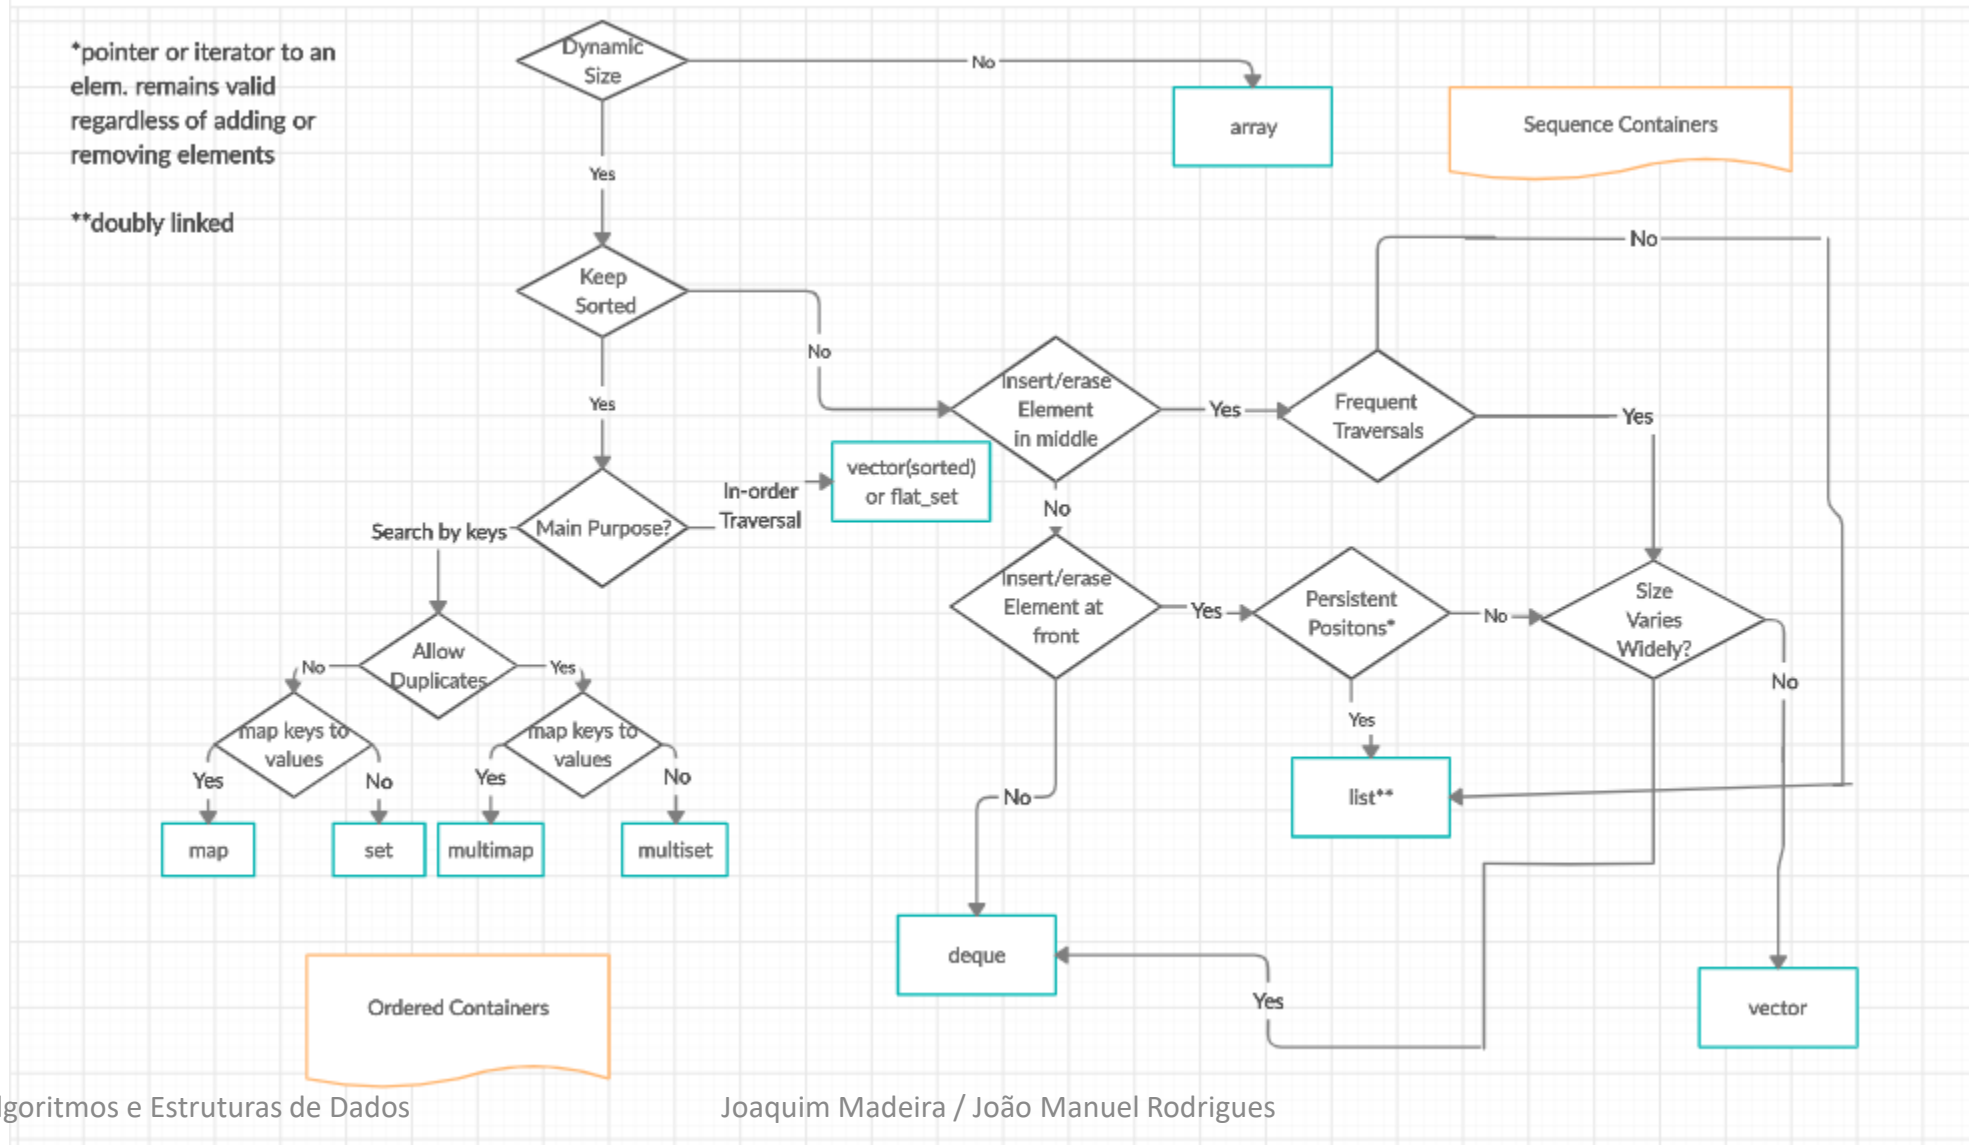 *pointer or iterator to an
elem. remains valid
regardless of adding or
removing elements
**doubly linked
Dynamic
Size
No
array
Sequence Containers
Yes
Keep
Sorted
No
No
Yes
Insert/erase
Element
in middle
Yes
Frequent
Traversals
Yes
vector(sorted)
or flat_set
In-order
Traversal
Main Purpose?
Search by keys
No
Insert/erase
Element at
front
Yes
Persistent
Positons*
No
Size
Varies
Widely?
No
Allow
Duplicates
No
Yes
map keys to
values
map keys to
values
Yes
No
Yes
No
map
set
multimap
multiset
Yes
list**
No
deque
Yes
vector
Ordered Containers
lgoritmos e Estruturas de Dados
Joaquim Madeira / João Manuel Rodrigues